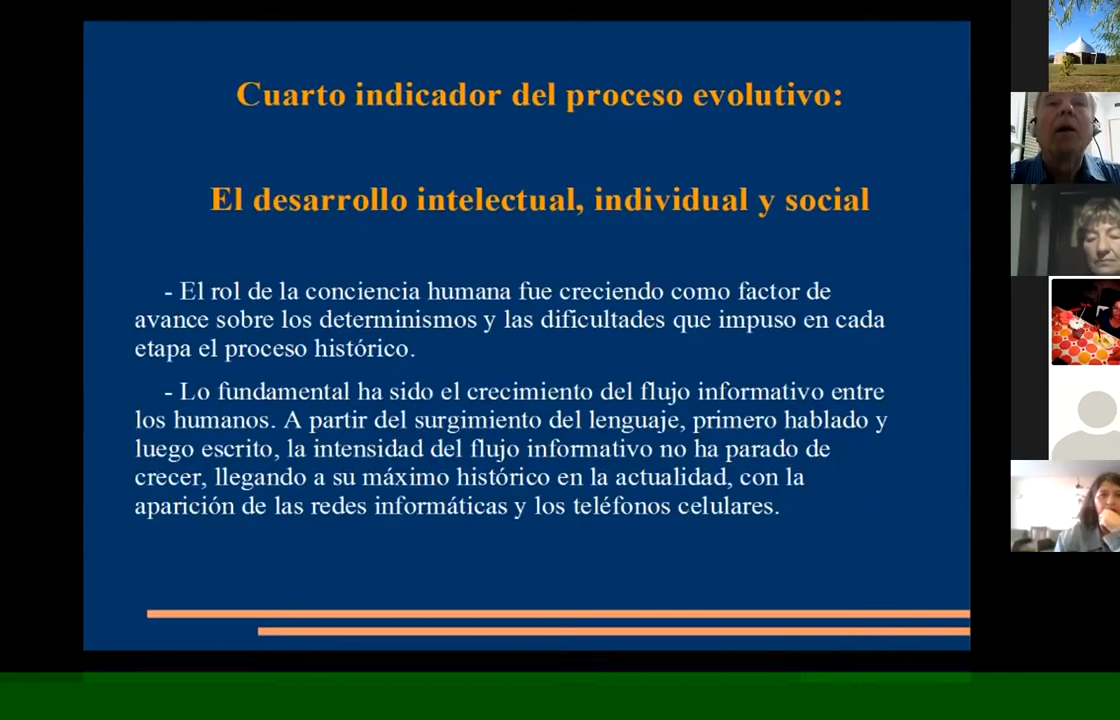 Cuarto indicador del proceso evolutivo:
El desarrollo intelectual, individual y social
- El rol de la conciencia humana fue creciendo como factor de
avance sobre los determinismos y las dificultades que impuso en cada
etapa el proceso histórico.
- Lo fundamental ha sido el crecimiento del flujo informativo entre
los humanos. A partir del surgimiento del lenguaje, primero hablado y
luego escrito, la intensidad del flujo informativo no ha parado de
crecer, llegando a su máximo histórico en la actualidad, con la
aparición de las redes informáticas y los teléfonos celulares.